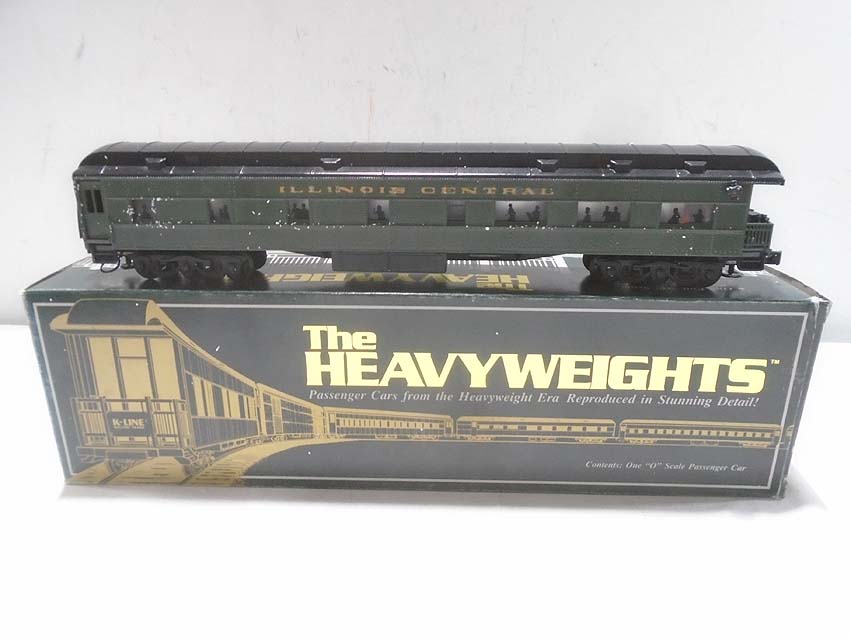 ILLINOIS CENTRAL
The
HEAVYWEIGHTS
The
HEAVYWEIGHTS™
Passenger Cars from the Heavyweight Era Reproduced in Stunning Detail!
K-LINE
Contents: One "O" Scale Passenger Car